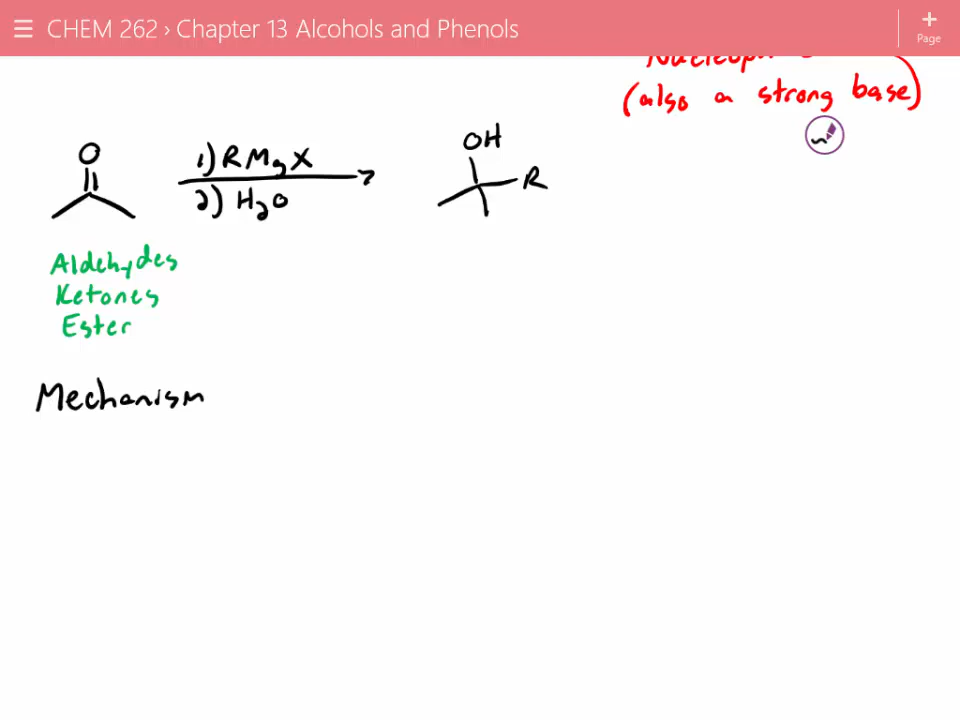 CHEM 262 › Chapter 13 Alcohols and Phenols
Page
(also a strong base)
O
1) RMgX
2) H2O
OH
R
Aldehydes
Ketones
Ester
Mechanism